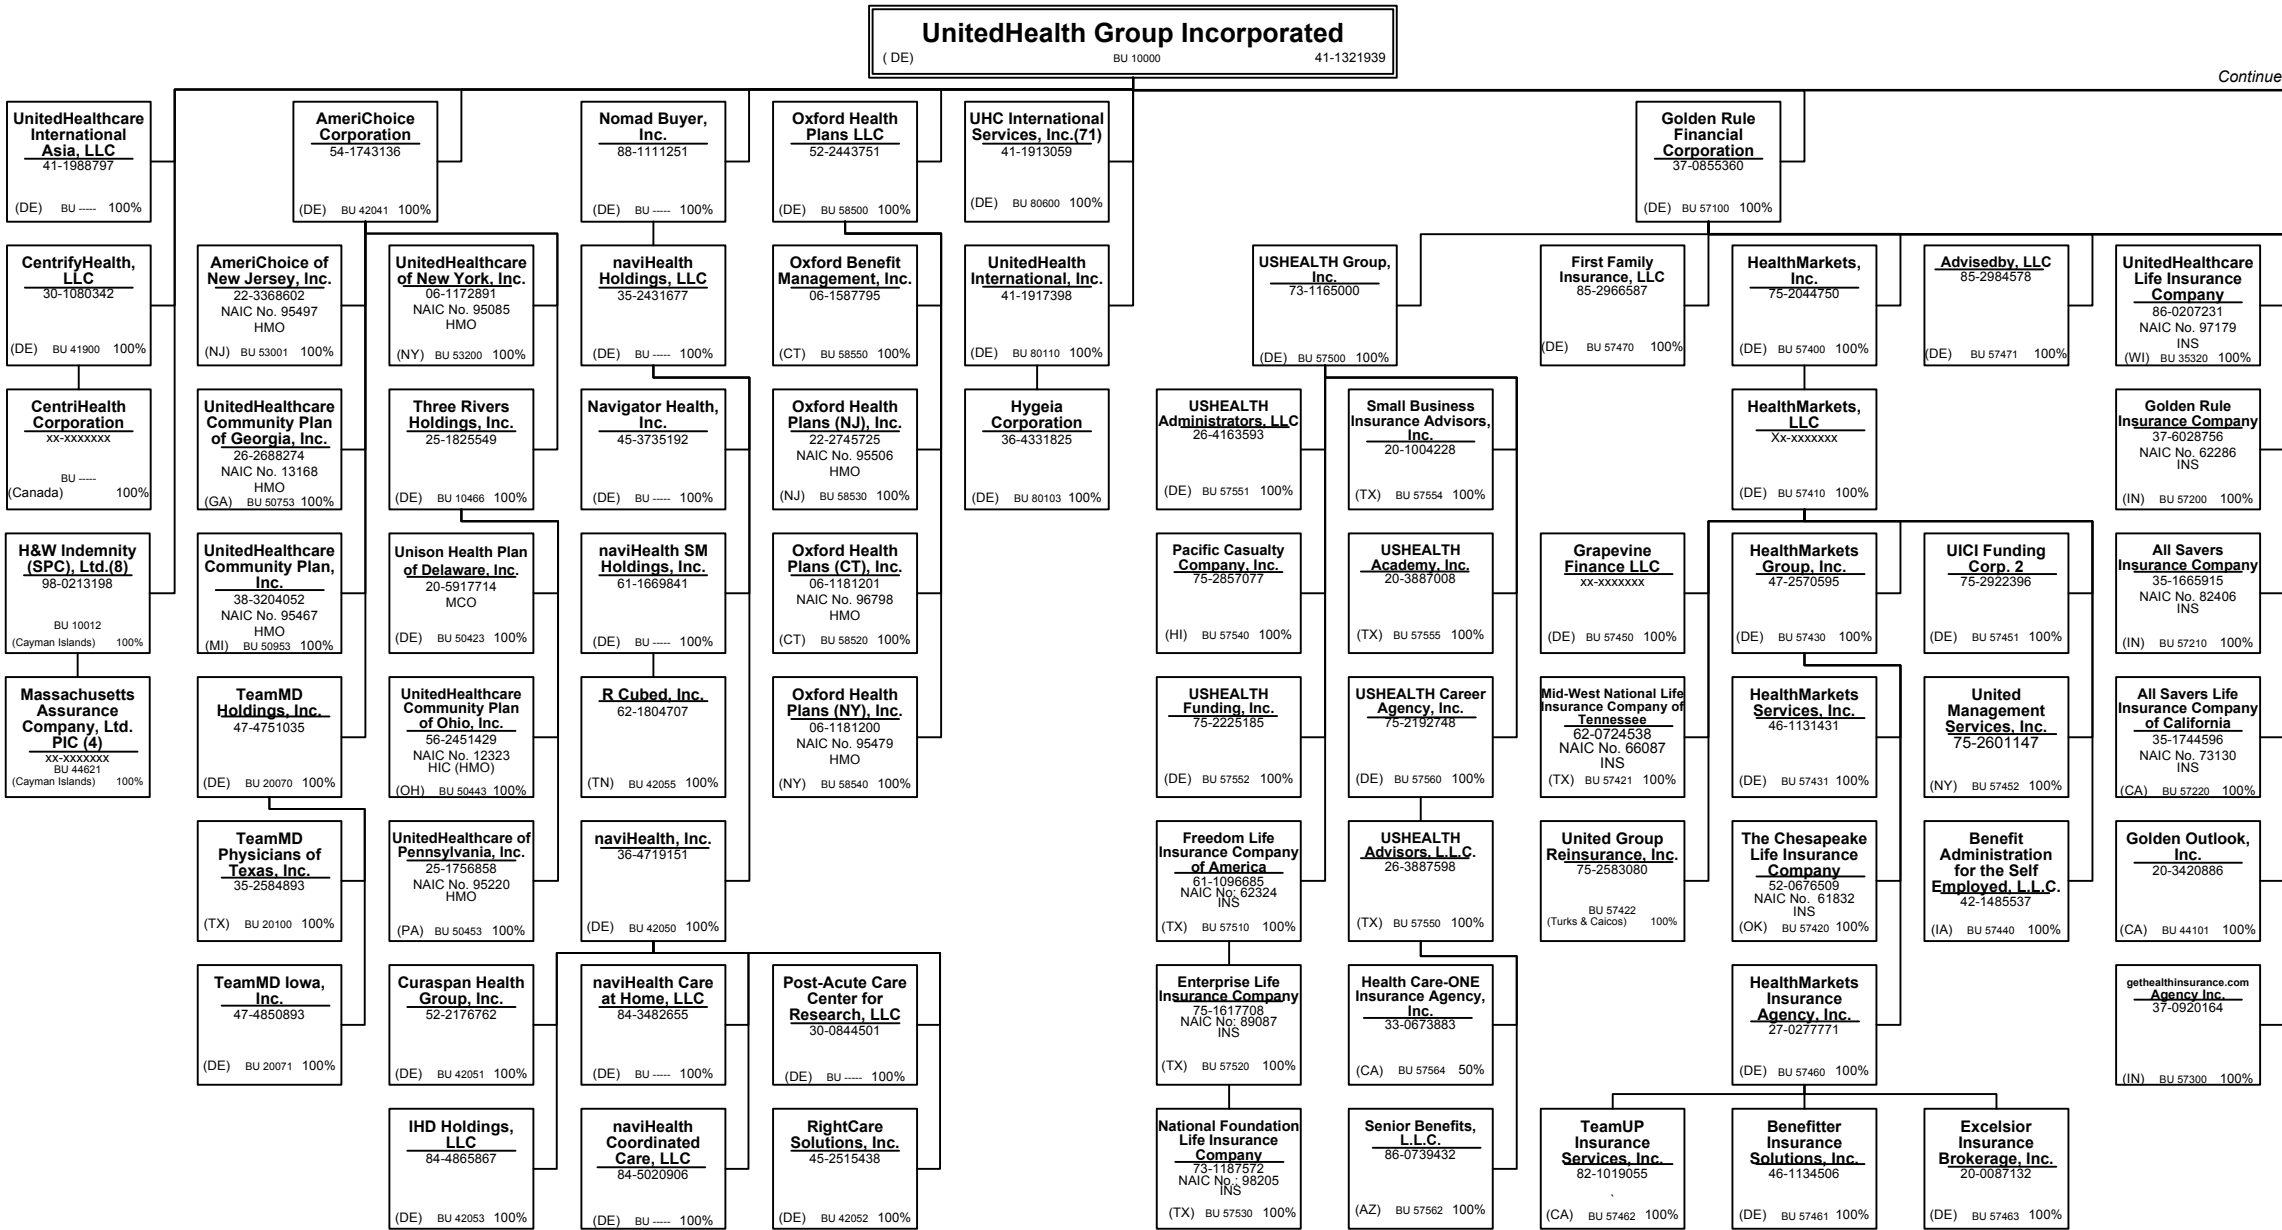 UnitedHealth Group Incorporated
( DE) BU 10000 41-1321939
Continue
UnitedHealthcare
International
Asia, LLC
41-1988797
(DE) BU ----- 100%
AmeriChoice
Corporation
54-1743136
(DE) BU 42041 100%
Nomad Buyer,
Inc.
88-1111251
(DE) BU ----- 100%
Oxford Health
Plans LLC
52-2443751
(DE) BU 58500 100%
UHC International
Services, Inc.(71)
41-1913059
(DE) BU 80600 100%
Golden Rule
Financial
Corporation
37-0855360
(DE) BU 57100 100%
CentrifyHealth,
LLC
30-1080342
(DE) BU 41900 100%
AmeriChoice of
New Jersey, Inc.
22-3368602
NAIC No. 95497
HMO
(NJ) BU 53001 100%
UnitedHealthcare
of New York, Inc.
06-1172891
NAIC No. 95085
HMO
(NY) BU 53200 100%
naviHealth
Holdings, LLC
35-2431677
(DE) BU ----- 100%
Oxford Benefit
Management, Inc.
06-1587795
(CT) BU 58550 100%
UnitedHealth
International, Inc.
41-1917398
(DE) BU 80110 100%
USHEALTH Group,
Inc.
73-1165000
(DE) BU 57500 100%
First Family
Insurance, LLC
85-2966587
(DE) BU 57470 100%
HealthMarkets,
Inc.
75-2044750
(DE) BU 57400 100%
Advisedby, LLC
85-2984578
(DE) BU 57471 100%
UnitedHealthcare
Life Insurance
Company
86-0207231
NAIC No. 97179
INS
(WI) BU 35320 100%
CentriHealth
Corporation
xx-xxxxxxx
BU -----
(Canada) 100%
UnitedHealthcare
Community Plan
of Georgia, Inc.
26-2688274
NAIC No. 13168
HMO
(GA) BU 50753 100%
Three Rivers
Holdings, Inc.
25-1825549
(DE) BU 10466 100%
Navigator Health,
Inc.
45-3735192
(DE) BU ----- 100%
Oxford Health
Plans (NJ), Inc.
22-2745725
NAIC No. 95506
HMO
(NJ) BU 58530 100%
Hygeia
Corporation
36-4331825
(DE) BU 80103 100%
USHEALTH
Administrators, LLC
26-4163593
(DE) BU 57551 100%
Small Business
Insurance Advisors,
Inc.
20-1004228
(TX) BU 57554 100%
HealthMarkets,
LLC
Xx-xxxxxxx
(DE) BU 57410 100%
Golden Rule
Insurance Company
37-6028756
NAIC No. 62286
INS
(IN) BU 57200 100%
H&W Indemnity
(SPC), Ltd.(8)
98-0213198
BU 10012
(Cayman Islands) 100%
UnitedHealthcare
Community Plan,
Inc.
38-3204052
NAIC No. 95467
HMO
(MI) BU 50953 100%
Unison Health Plan
of Delaware, Inc.
20-5917714
MCO
(DE) BU 50423 100%
naviHealth SM
Holdings, Inc.
61-1669841
(DE) BU ----- 100%
Oxford Health
Plans (CT), Inc.
06-1181201
NAIC No. 96798
HMO
(CT) BU 58520 100%
Pacific Casualty
Company, Inc.
75-2857077
(HI) BU 57540 100%
USHEALTH
Academy, Inc.
20-3887008
(TX) BU 57555 100%
Grapevine
Finance LLC
xx-xxxxxxx
(DE) BU 57450 100%
HealthMarkets
Group, Inc.
47-2570595
(DE) BU 57430 100%
UICI Funding
Corp. 2
75-2922396
(DE) BU 57451 100%
All Savers
Insurance Company
35-1665915
NAIC No. 82406
INS
(IN) BU 57210 100%
Massachusetts
Assurance
Company, Ltd.
PIC (4)
xx-xxxxxxx
BU 44621
(Cayman Islands) 100%
TeamMD
Holdings, Inc.
47-4751035
(DE) BU 20070 100%
UnitedHealthcare
Community Plan
of Ohio, Inc.
56-2451429
NAIC No. 12323
HIC (HMO)
(OH) BU 50443 100%
R Cubed, Inc.
62-1804707
(TN) BU 42055 100%
Oxford Health
Plans (NY), Inc.
06-1181200
NAIC No. 95479
HMO
(NY) BU 58540 100%
USHEALTH
Funding, Inc.
75-2225185
(DE) BU 57552 100%
USHEALTH Career
Agency, Inc.
75-2192748
(DE) BU 57560 100%
Mid-West National Life
Insurance Company of
Tennessee
62-0724538
NAIC No. 66087
INS
(TX) BU 57421 100%
HealthMarkets
Services, Inc.
46-1131431
(DE) BU 57431 100%
United
Management
Services, Inc.
75-2601147
(NY) BU 57452 100%
All Savers Life
Insurance Company
of California
35-1744596
NAIC No. 73130
INS
(CA) BU 57220 100%
TeamMD
Physicians of
Texas, Inc.
35-2584893
(TX) BU 20100 100%
UnitedHealthcare of
Pennsylvania, Inc.
25-1756858
NAIC No. 95220
HMO
(PA) BU 50453 100%
naviHealth, Inc.
36-4719151
(DE) BU 42050 100%
Freedom Life
Insurance Company
of America
61-1096685
NAIC No: 62324
INS
(TX) BU 57510 100%
USHEALTH
Advisors, L.L.C.
26-3887598
(TX) BU 57550 100%
United Group
Reinsurance, Inc.
75-2583080
BU 57422
(Turks & Caicos) 100%
The Chesapeake
Life Insurance
Company
52-0676509
NAIC No. 61832
INS
(OK) BU 57420 100%
Benefit
Administration
for the Self
Employed, L.L.C.
42-1485537
(IA) BU 57440 100%
Golden Outlook,
Inc.
20-3420886
(CA) BU 44101 100%
TeamMD Iowa,
Inc.
47-4850893
(DE) BU 20071 100%
Curaspan Health
Group, Inc.
52-2176762
(DE) BU 42051 100%
naviHealth Care
at Home, LLC
84-3482655
(DE) BU ----- 100%
Post-Acute Care
Center for
Research, LLC
30-0844501
(DE) BU ----- 100%
Enterprise Life
Insurance Company
75-1617708
NAIC No: 89087
INS
(TX) BU 57520 100%
Health Care-ONE
Insurance Agency,
Inc.
33-0673883
(CA) BU 57564 50%
HealthMarkets
Insurance
Agency, Inc.
27-0277771
(DE) BU 57460 100%
gethealthinsurance.com
Agency Inc.
37-0920164
(IN) BU 57300 100%
IHD Holdings,
LLC
84-4865867
(DE) BU 42053 100%
naviHealth
Coordinated
Care, LLC
84-5020906
(DE) BU ----- 100%
RightCare
Solutions, Inc.
45-2515438
(DE) BU 42052 100%
National Foundation
Life Insurance
Company
73-1187572
NAIC No.: 98205
INS
(TX) BU 57530 100%
Senior Benefits,
L.L.C.
86-0739432
(AZ) BU 57562 100%
TeamUP
Insurance
Services, Inc.
82-1019055
`
(CA) BU 57462 100%
Benefitter
Insurance
Solutions, Inc.
46-1134506
(DE) BU 57461 100%
Excelsior
Insurance
Brokerage, Inc.
20-0087132
(DE) BU 57463 100%